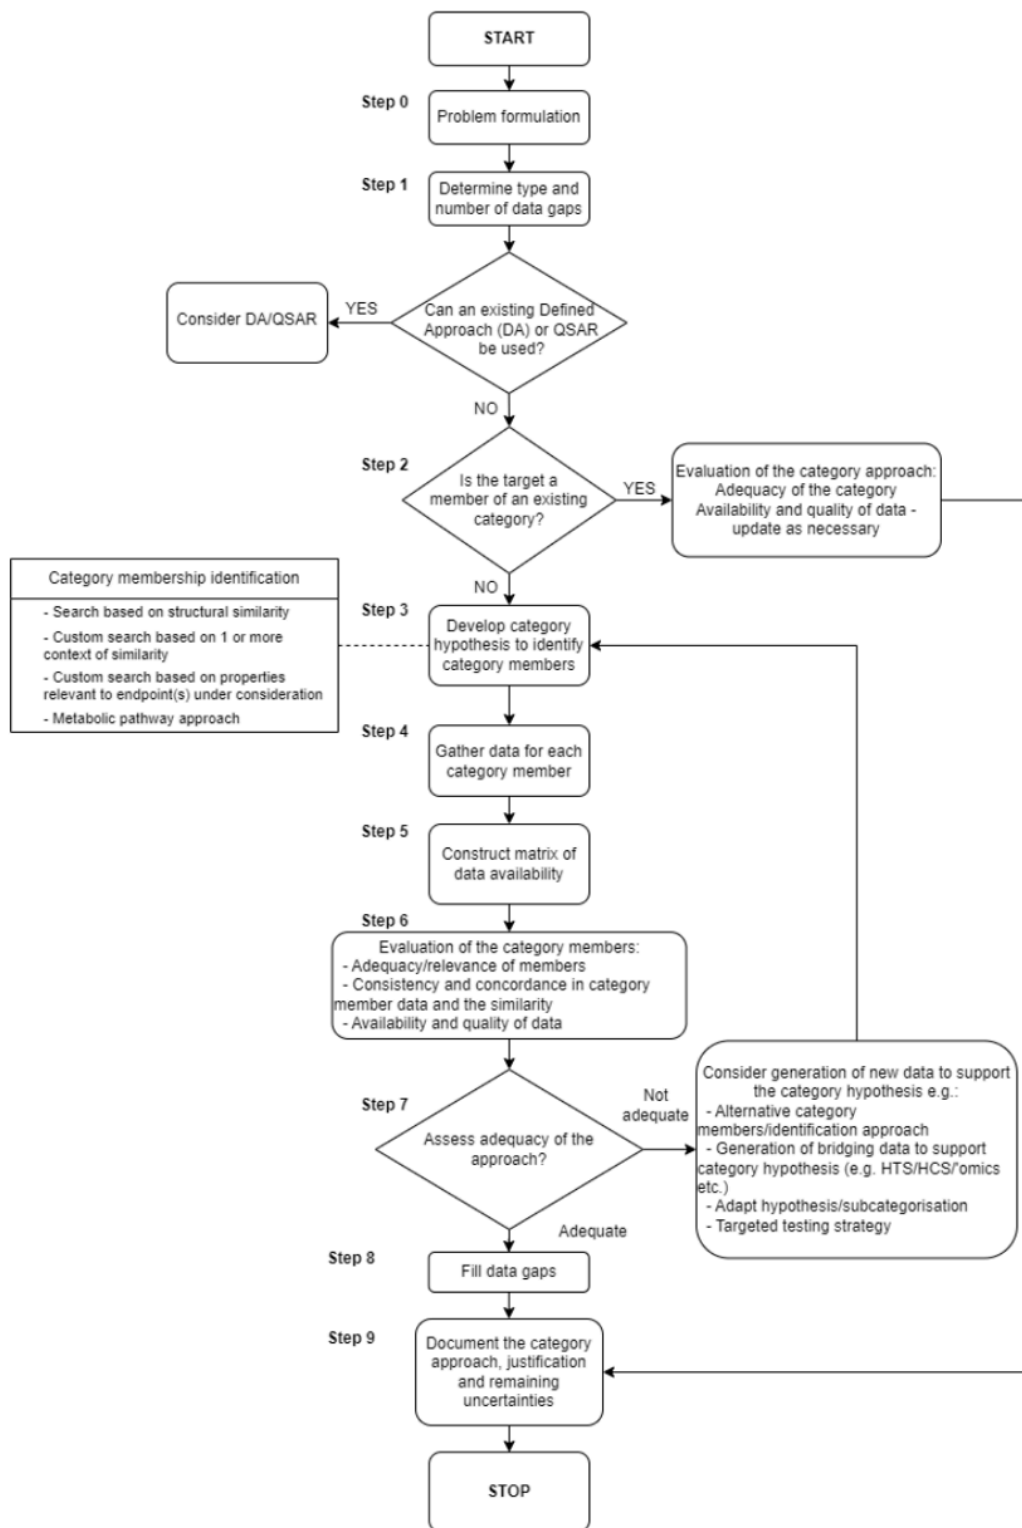 START
Step 0
Problem formulation
Step 1
Determine type and
number of data gaps
Can an existing Defined
Approach (DA) or QSAR
be used?
YES
Consider DA/QSAR
NO
Step 2
Is the target a
member of an existing
category?
YES
Evaluation of the category approach:
Adequacy of the category
Availability and quality of data -
update as necessary
NO
Category membership identification
- Search based on structural similarity
- Custom search based on 1 or more
context of similarity
- Custom search based on properties
relevant to endpoint(s) under consideration
- Metabolic pathway approach
Step 3
Develop category
hypothesis to identify
category members
Step 4
Gather data for each
category member
Step 5
Construct matrix of
data availability
Step 6
Evaluation of the category members:
- Adequacy/relevance of members
- Consistency and concordance in category
member data and the similarity
- Availability and quality of data
Step 7
Assess adequacy of the
approach?
Not
adequate
Consider generation of new data to support
the category hypothesis e.g.:
- Alternative category
members/identification approach
- Generation of bridging data to support
category hypothesis (e.g. HTS/HCS/'omics
etc.)
- Adapt hypothesis/subcategorisation
- Targeted testing strategy
Adequate
Step 8
Fill data gaps
Step 9
Document the category
approach, justification
and remaining
uncertainties
STOP